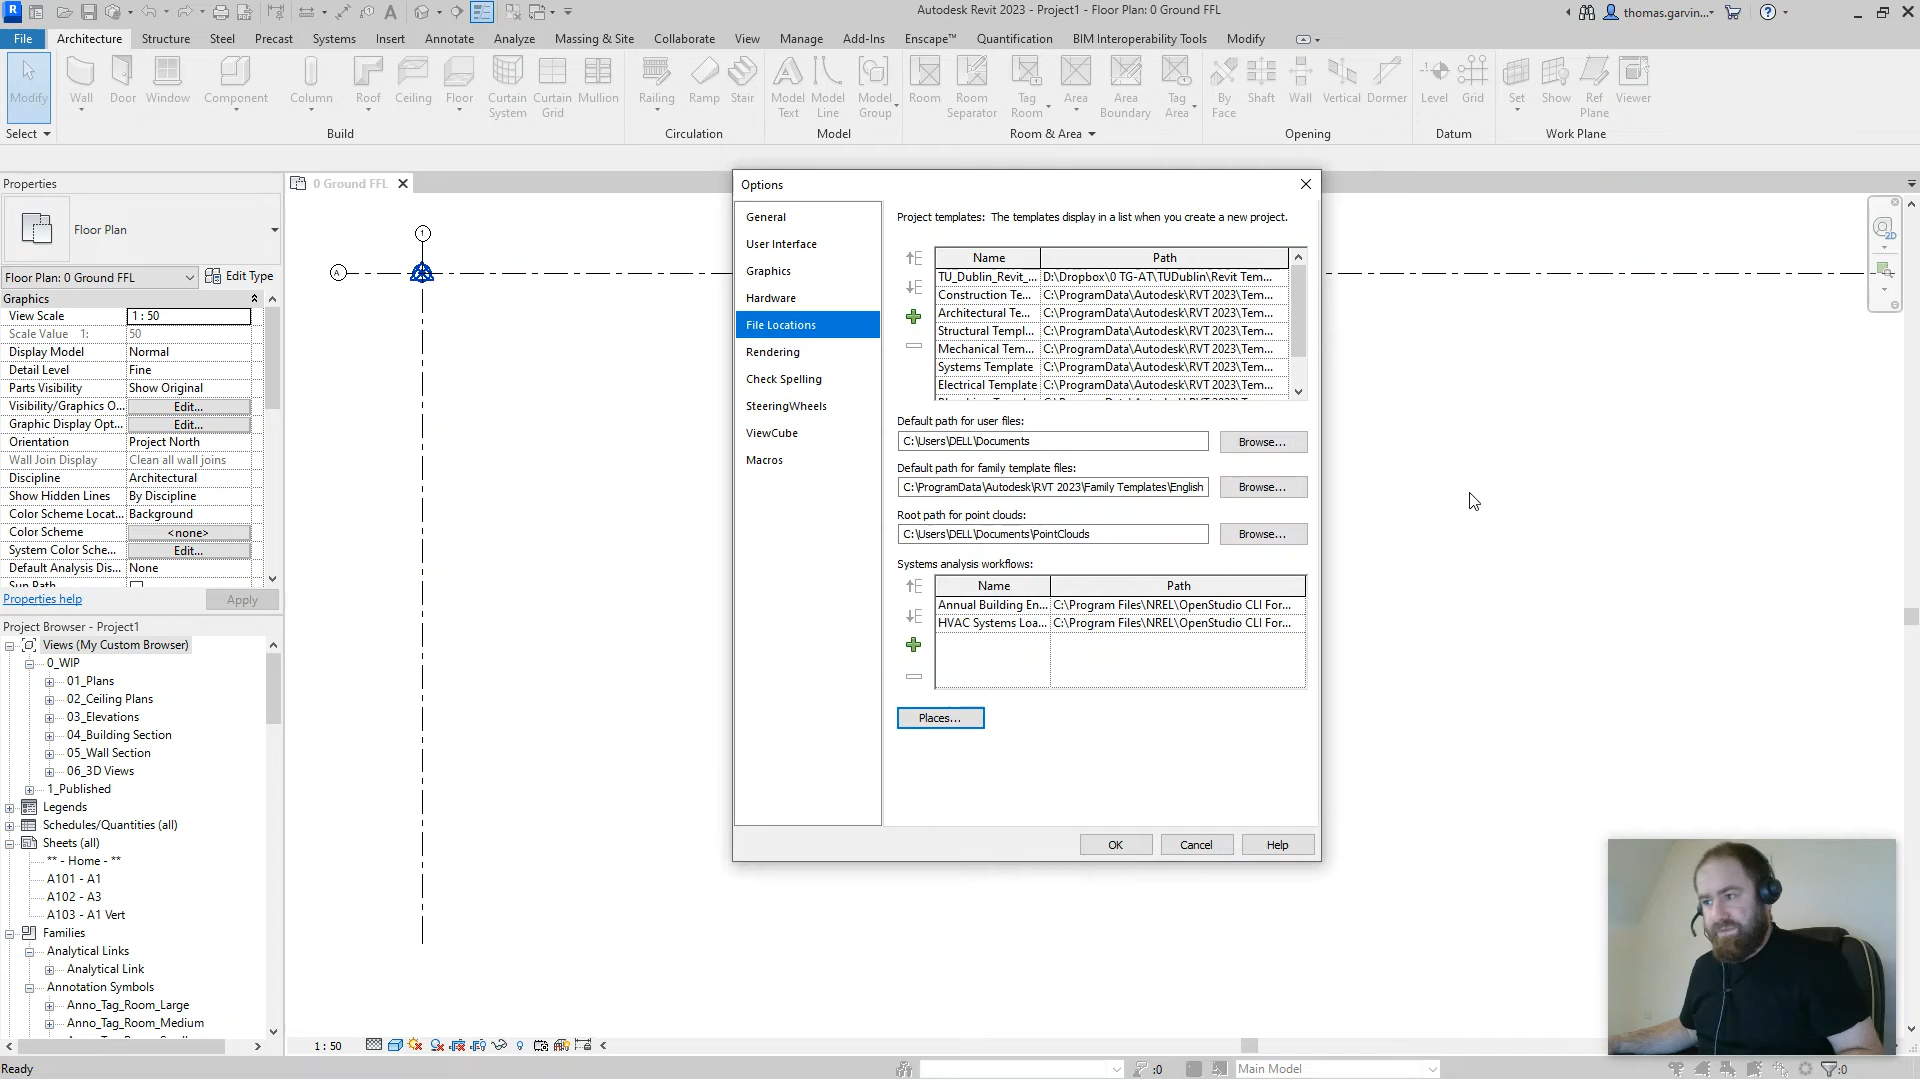 Autodesk Revit 2023 - Project1 - Floor Plan: 0 Ground FFL
thomas.garvin...
File Architecture Structure Steel Precast Systems Insert Annotate Analyze Massing & Site Collaborate View Manage Add-Ins Enscape™ Quantification BIM Interoperability Tools Modify
Modify Wall Door Window Component Column Roof Ceiling Floor Curtain System Curtain Grid Mullion Railing Ramp Stair Model Text Model Line Model Group Room Room Separator Tag Room Area Area Boundary Tag Area By Face Shaft Wall Vertical Dormer Level Grid Set Show Ref Plane Viewer
Select Build Circulation Model Room & Area Opening Datum Work Plane
Properties
0 Ground FFL
Floor Plan
Floor Plan: 0 Ground FFL Edit Type
Graphics
View Scale 1 : 50
Scale Value 1: 50
Display Model Normal
Detail Level Fine
Parts Visibility Show Original
Visibility/Graphics O... Edit...
Graphic Display Opt... Edit...
Orientation Project North
Wall Join Display Clean all wall joins
Discipline Architectural
Show Hidden Lines By Discipline
Color Scheme Locat... Background
Color Scheme <none>
System Color Sche... Edit...
Default Analysis Dis... None
Sun Path
Properties help Apply
Project Browser - Project1
Views (My Custom Browser)
0_WIP
01_Plans
02_Ceiling Plans
03_Elevations
04_Building Section
05_Wall Section
06_3D Views
1_Published
Legends
Schedules/Quantities (all)
Sheets (all)
** - Home - **
A101 - A1
A102 - A3
A103 - A1 Vert
Families
Analytical Links
Analytical Link
Annotation Symbols
Anno_Tag_Room_Large
Anno_Tag_Room_Medium
1
A
Options
General
User Interface
Graphics
Hardware
File Locations
Rendering
Check Spelling
SteeringWheels
ViewCube
Macros
Project templates: The templates display in a list when you create a new project.
Name Path
TU_Dublin_Revit_... D:\Dropbox\0 TG-AT\TUDublin\Revit Tem...
Construction Te... C:\ProgramData\Autodesk\RVT 2023\Tem...
Architectural Te... C:\ProgramData\Autodesk\RVT 2023\Tem...
Structural Templ... C:\ProgramData\Autodesk\RVT 2023\Tem...
Mechanical Tem... C:\ProgramData\Autodesk\RVT 2023\Tem...
Systems Template C:\ProgramData\Autodesk\RVT 2023\Tem...
Electrical Template C:\ProgramData\Autodesk\RVT 2023\Tem...
Default path for user files:
C:\Users\DELL\Documents Browse...
Default path for family template files:
C:\ProgramData\Autodesk\RVT 2023\Family Templates\English Browse...
Root path for point clouds:
C:\Users\DELL\Documents\PointClouds Browse...
Systems analysis workflows:
Name Path
Annual Building En... C:\Program Files\NREL\OpenStudio CLI For...
HVAC Systems Loa... C:\Program Files\NREL\OpenStudio CLI For...
Places...
OK Cancel Help
2D
1 : 50
Ready
:0 Main Model :0